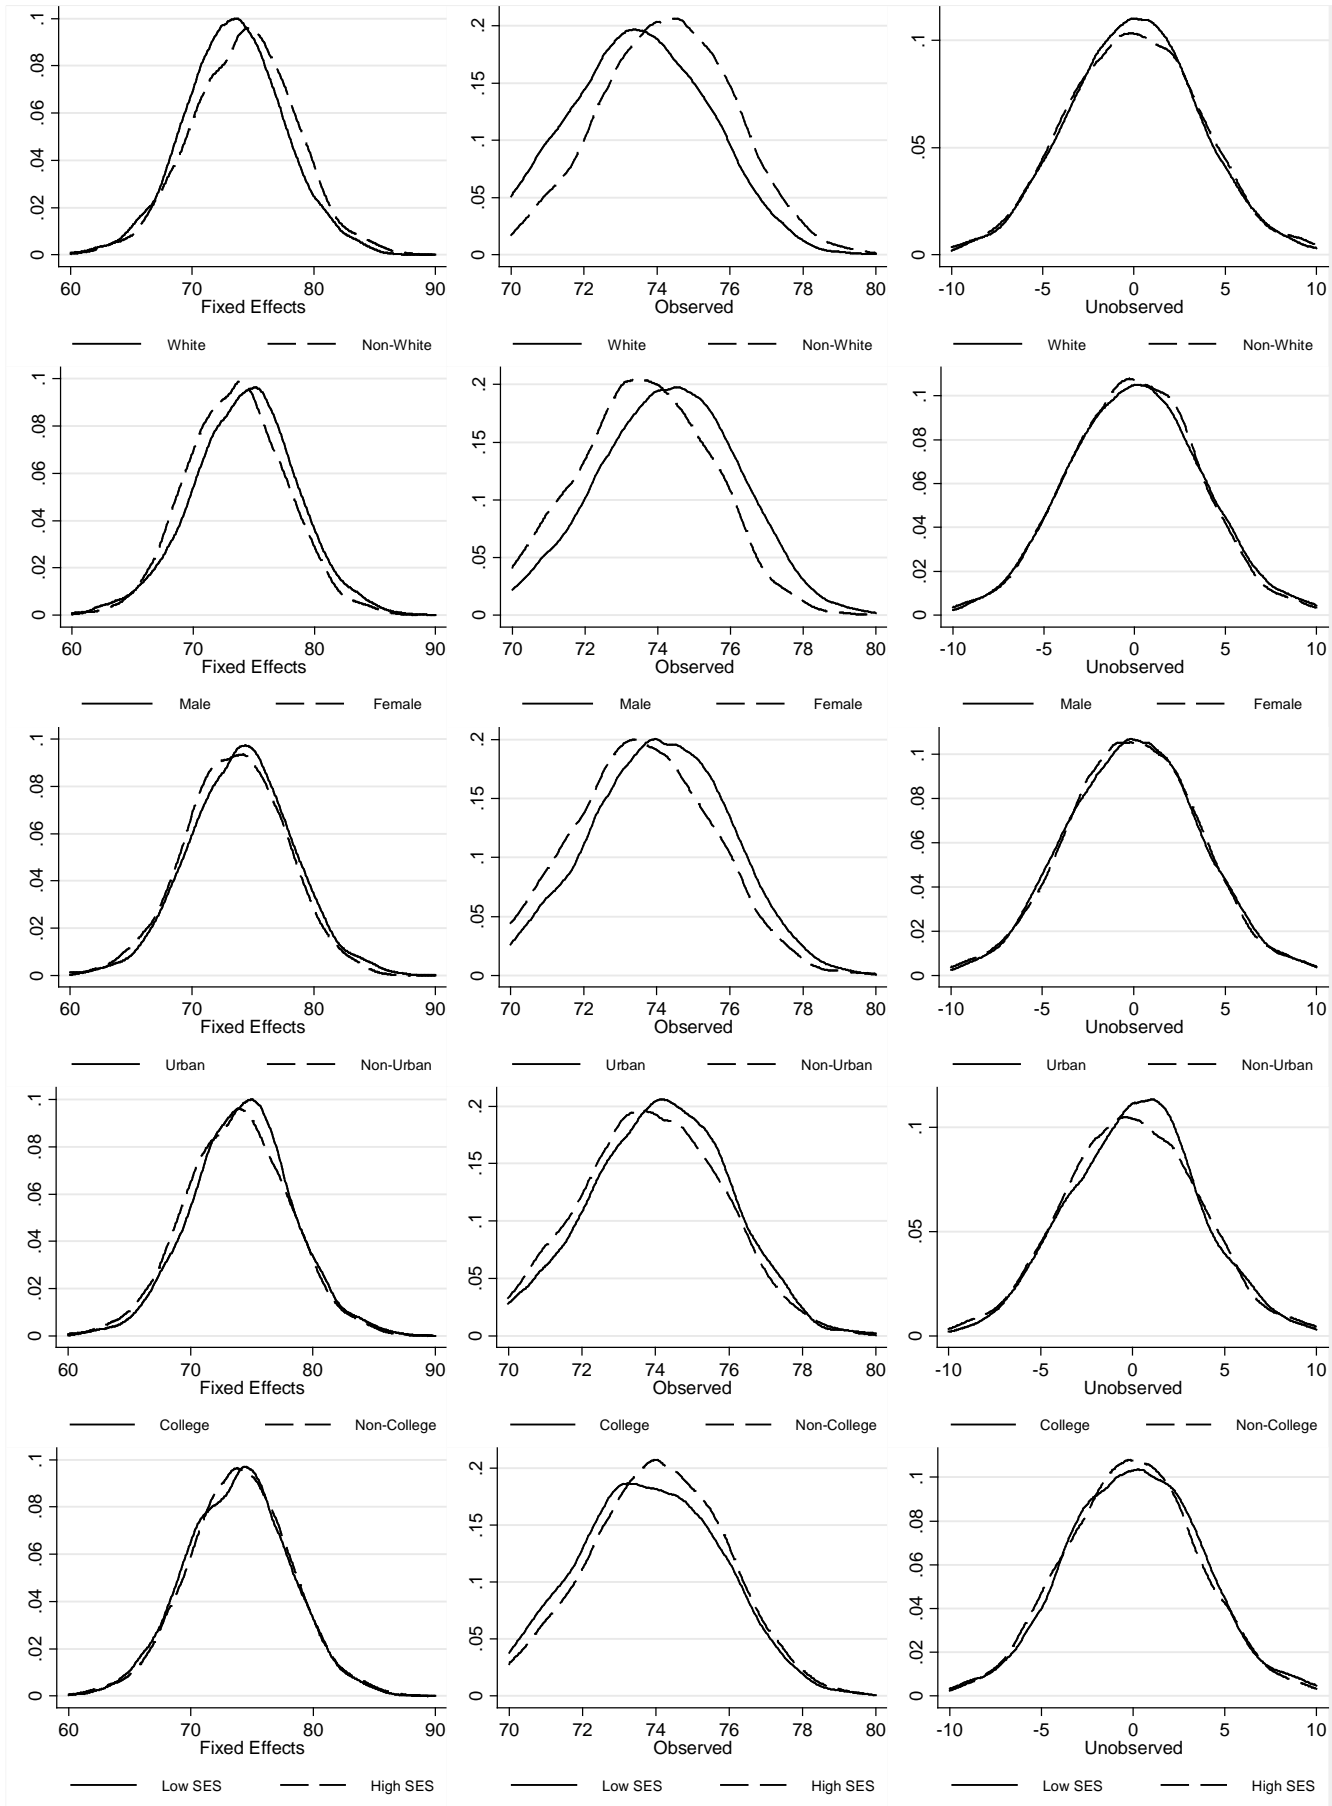 .1 .1 .2
.08 .15 .1
.06 .1 .05
.04 .05 0
.02 0
0
60 70 80 90 70 72 74 76 78 80 -10 -5 0 5 10
Fixed Effects Observed Unobserved
White Non-White White Non-White White Non-White
0 .02 .04 .06 .08 .1 0 .05 .1 .15 .2 0 .02 .04 .06 .08 .1
60 70 80 90 70 72 74 76 78 80 -10 -5 0 5 10
Fixed Effects Observed Unobserved
Male Female Male Female Male Female
0 .02 .04 .06 .08 .1 0 .05 .1 .15 .2 0 .02 .04 .06 .08 .1
60 70 80 90 70 72 74 76 78 80 -10 -5 0 5 10
Fixed Effects Observed Unobserved
Urban Non-Urban Urban Non-Urban Urban Non-Urban
0 .02 .04 .06 .08 .1 0 .05 .1 .15 .2 0 .05 .1
60 70 80 90 70 72 74 76 78 80 -10 -5 0 5 10
Fixed Effects Observed Unobserved
College Non-College College Non-College College Non-College
0 .02 .04 .06 .08 .1 0 .05 .1 .15 .2 0 .02 .04 .06 .08 .1
60 70 80 90 70 72 74 76 78 80 -10 -5 0 5 10
Fixed Effects Observed Unobserved
Low SES High SES Low SES High SES Low SES High SES